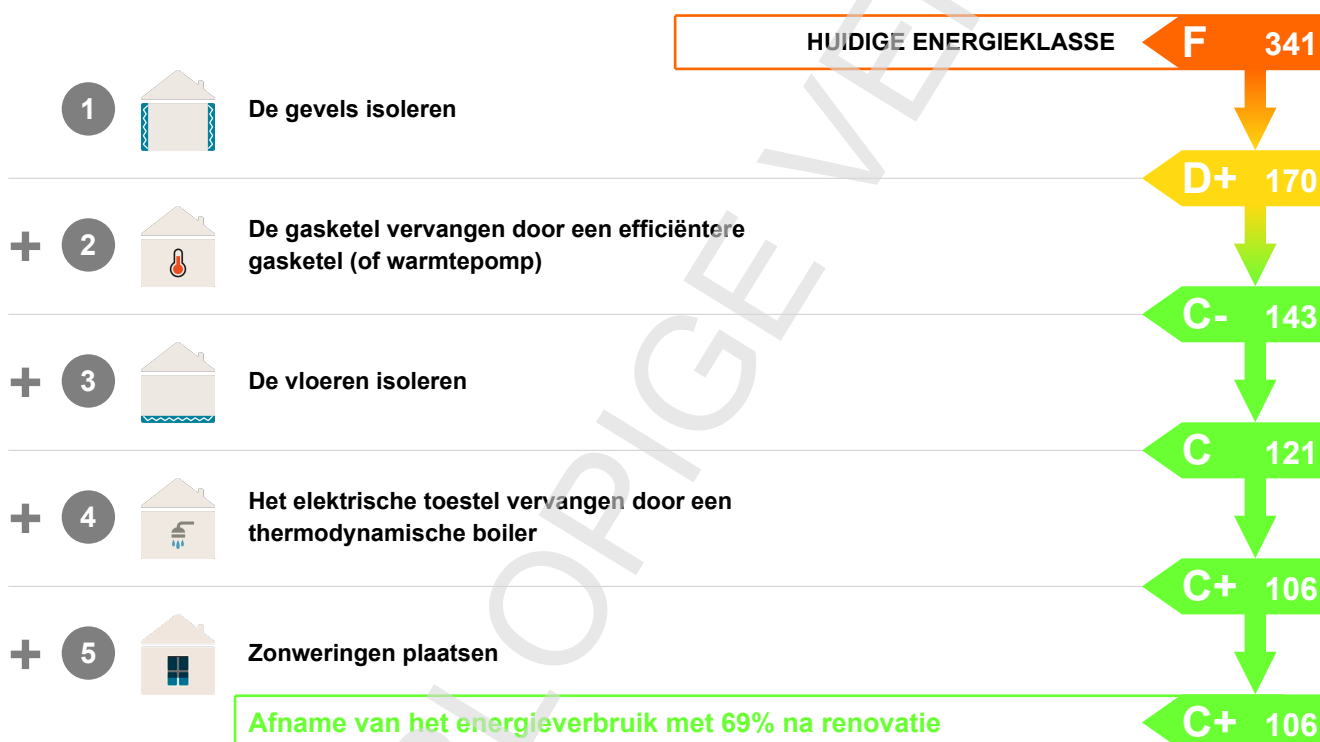 HUIDIGE ENERGIEKLASSE F 341
1 De gevels isoleren
D+ 170
+ 2 De gasketel vervangen door een efficiëntere
gasketel (of warmtepomp)
C- 143
+ 3 De vloeren isoleren
C 121
+ 4 Het elektrische toestel vervangen door een
thermodynamische boiler
C+ 106
+ 5 Zonweringen plaatsen
Afname van het energieverbruik met 69% na renovatie C+ 106